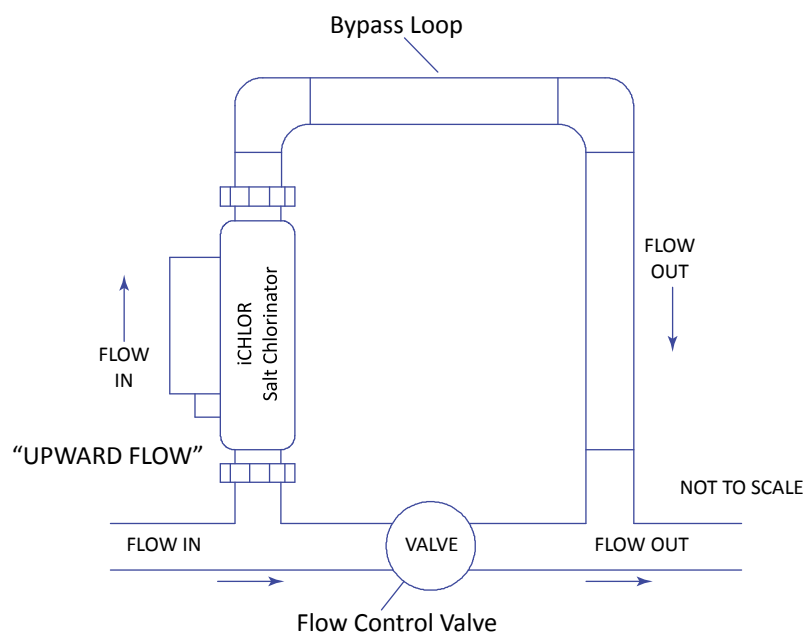 Bypass Loop
FLOW
OUT
iCHLOR
Salt Chlorinator
FLOW
IN
“UPWARD FLOW”
NOT TO SCALE
FLOW IN
VALVE
FLOW OUT
Flow Control Valve